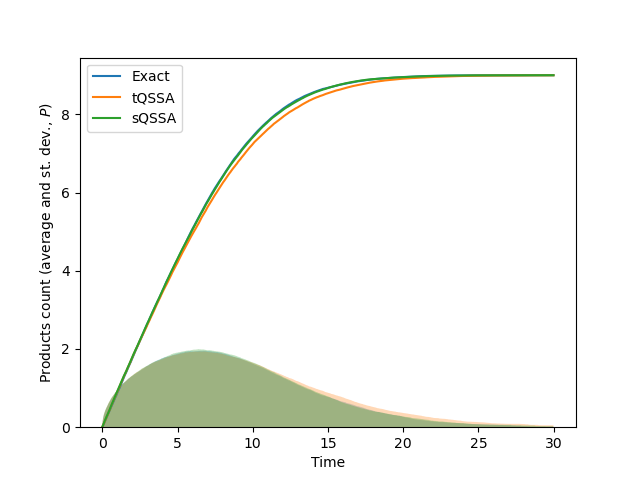 Exact
tQSSA
sQSSA
Products count (average and st. dev., P)
8
6
4
2
0
0 5 10 15 20 25 30
Time